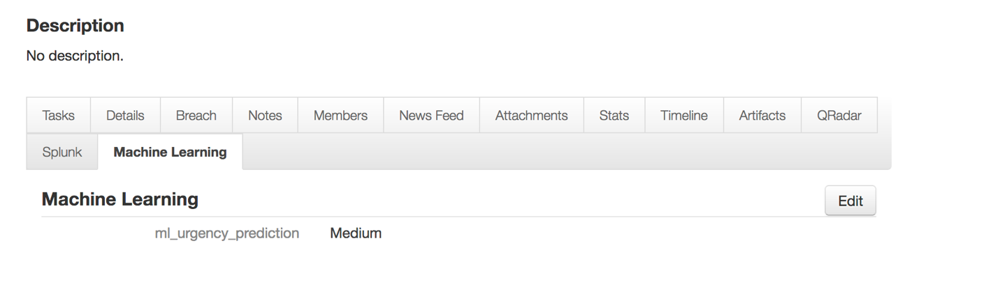 Description
No description.
Tasks Details Breach Notes Members News Feed Attachments Stats Timeline Artifacts QRadar
Splunk Machine Learning
Machine Learning Edit
ml_urgency_prediction Medium